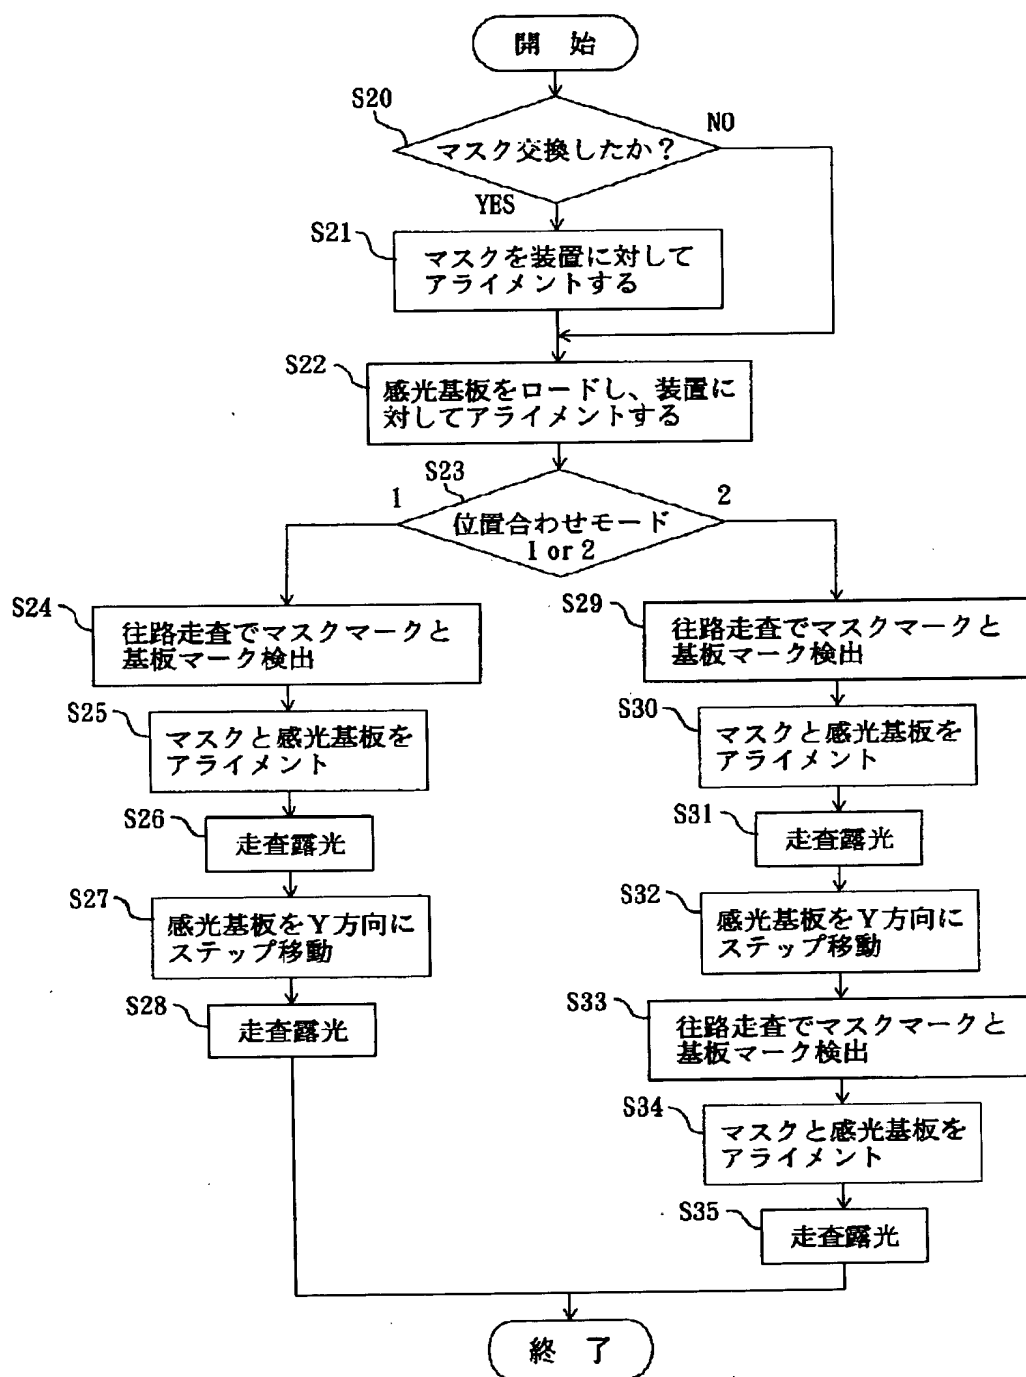 開 始
S20
マスク交換したか?
NO
YES
S21
マスクを装置に対して
アライメントする
S22
感光基板をロードし、装置に
対してアライメントする
S23
1
2
位置合わせモード
1 or 2
S24
往路走査でマスクマークと
基板マーク検出
S25
マスクと感光基板を
アライメント
S26
走査露光
S27
感光基板をY方向に
ステップ移動
S28
走査露光
S29
往路走査でマスクマークと
基板マーク検出
S30
マスクと感光基板を
アライメント
S31
走査露光
S32
感光基板をY方向に
ステップ移動
S33
往路走査でマスクマークと
基板マーク検出
S34
マスクと感光基板を
アライメント
S35
走査露光
終 了